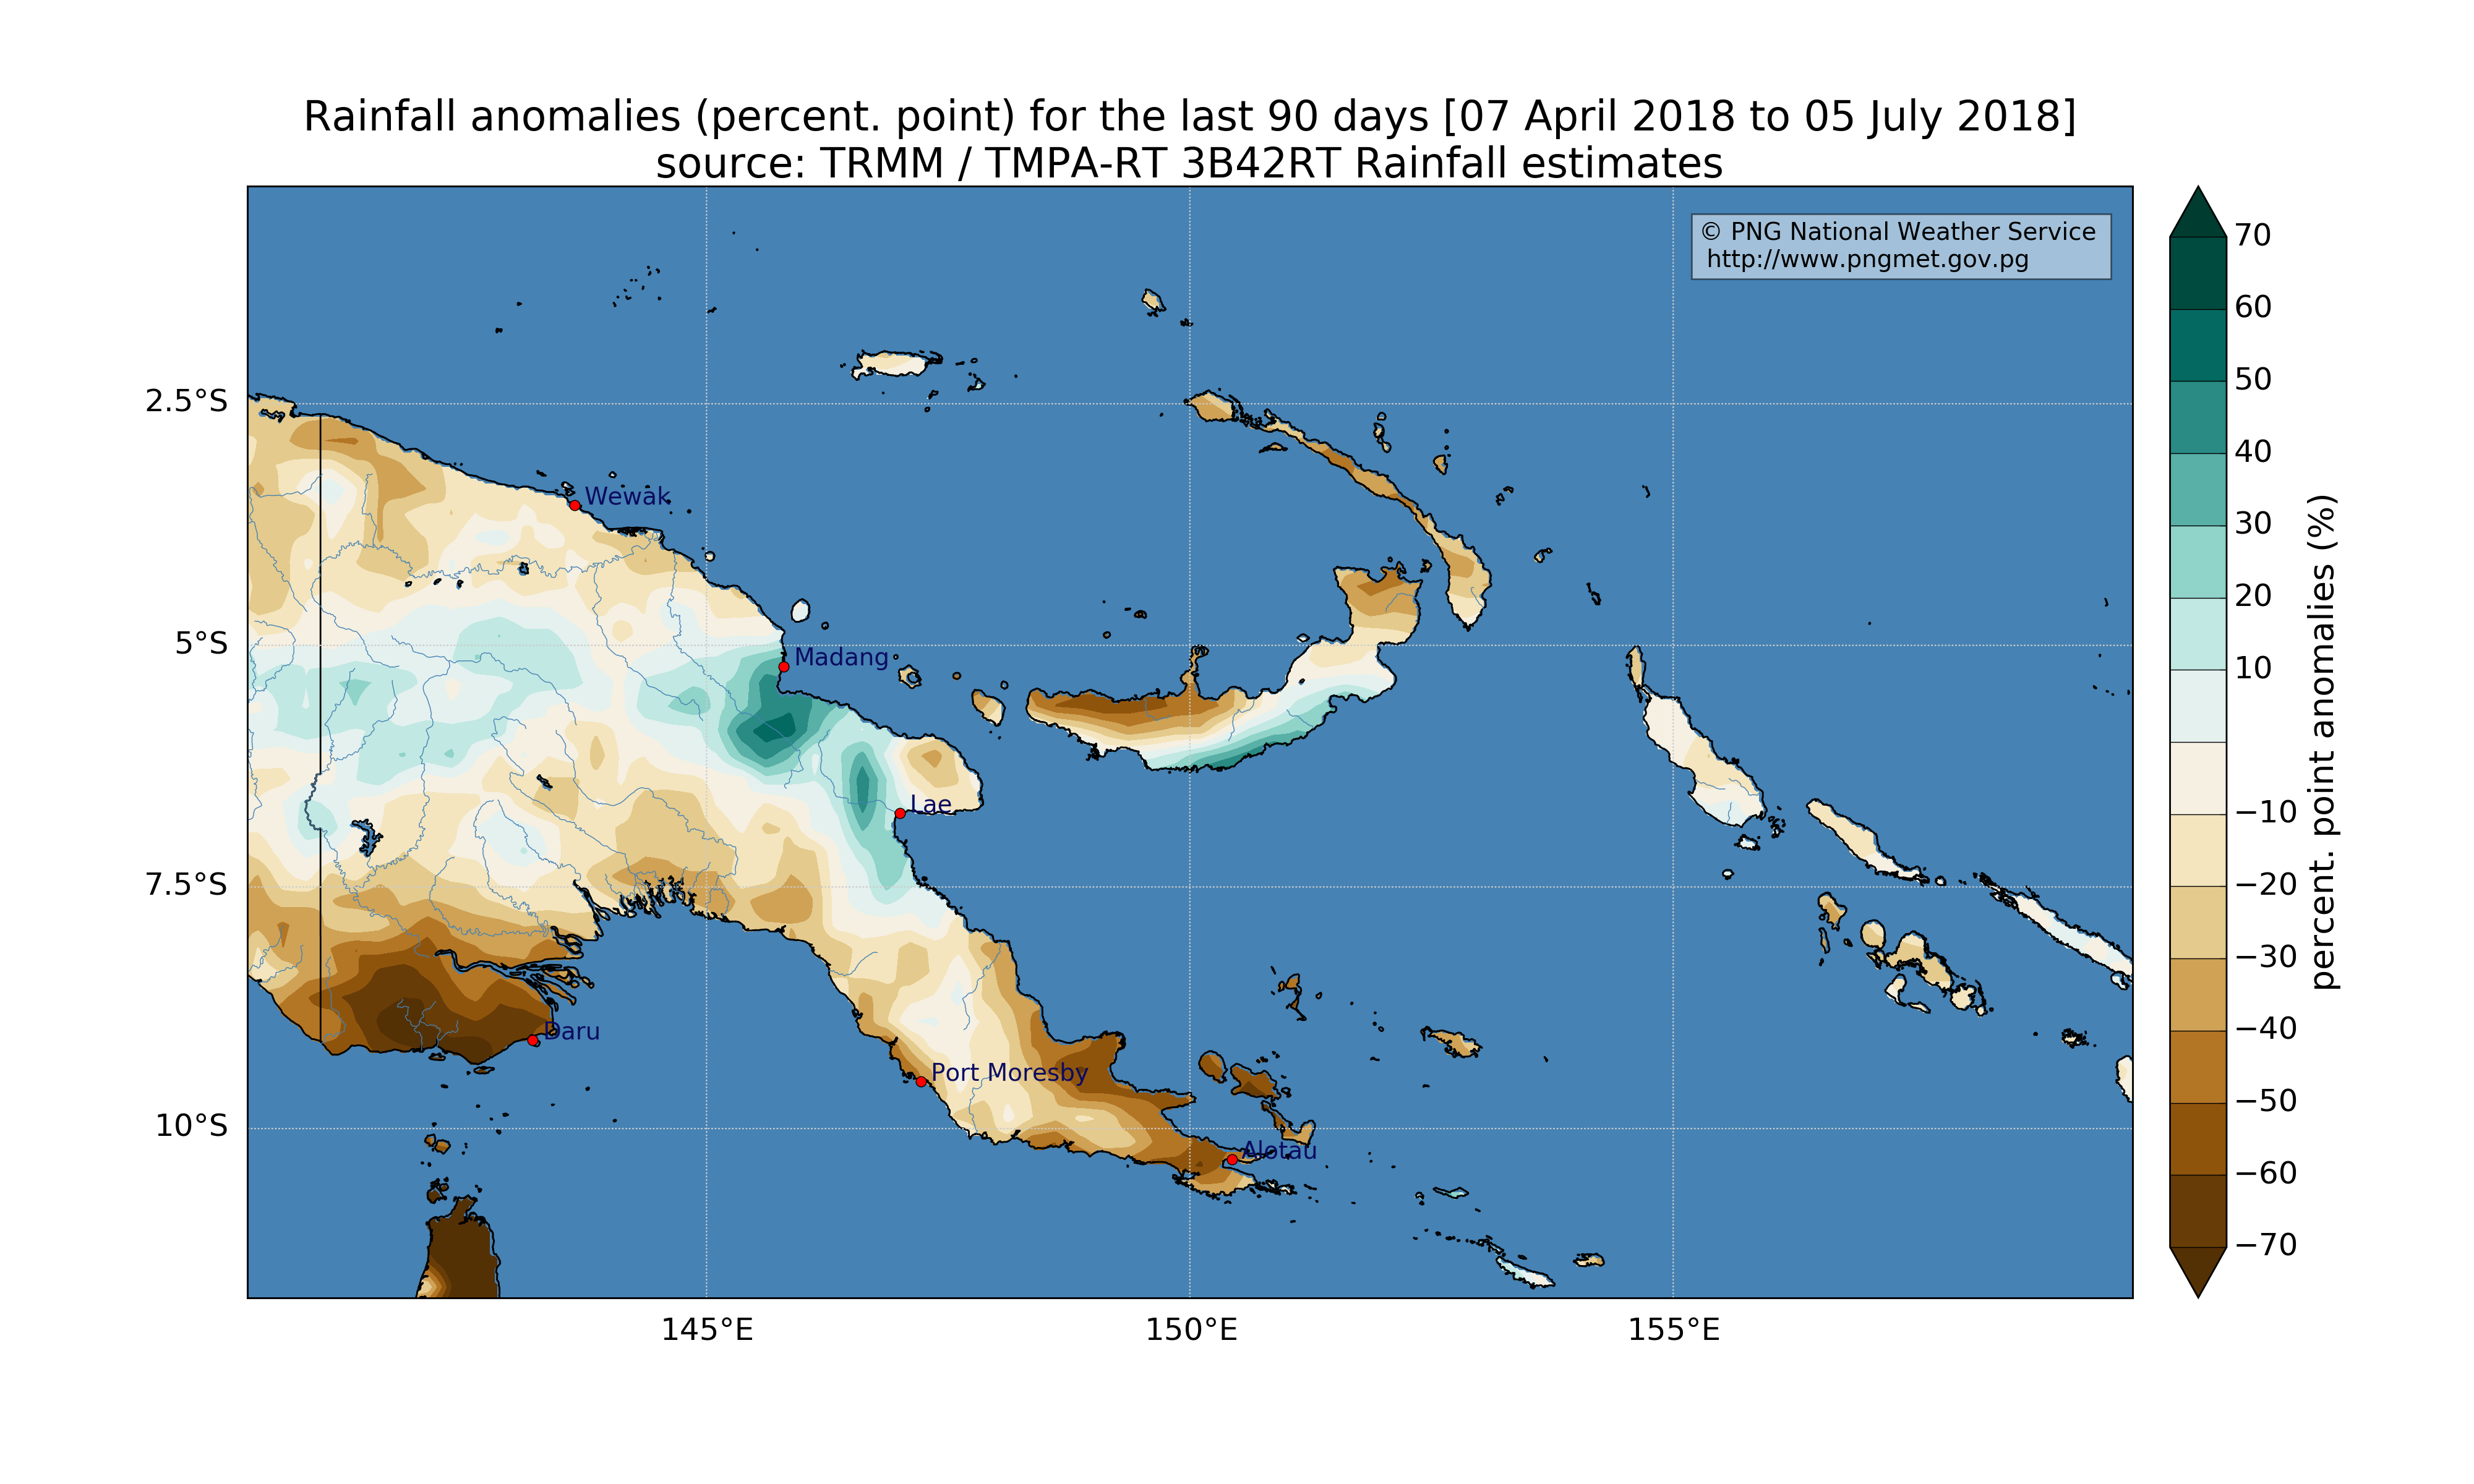 Rainfall anomalies (percent. point) for the last 90 days [07 April 2018 to 05 July 2018]
source: TRMM / TMPA-RT 3B42RT Rainfall estimates
© PNG National Weather Service
http://www.pngmet.gov.pg
2.5°S
5°S
7.5°S
10°S
Wewak
Madang
Lae
Daru
Port Moresby
Alotau
145°E
150°E
155°E
70
60
50
40
30
20
10
−10
−20
−30
−40
−50
−60
−70
percent. point anomalies (%)